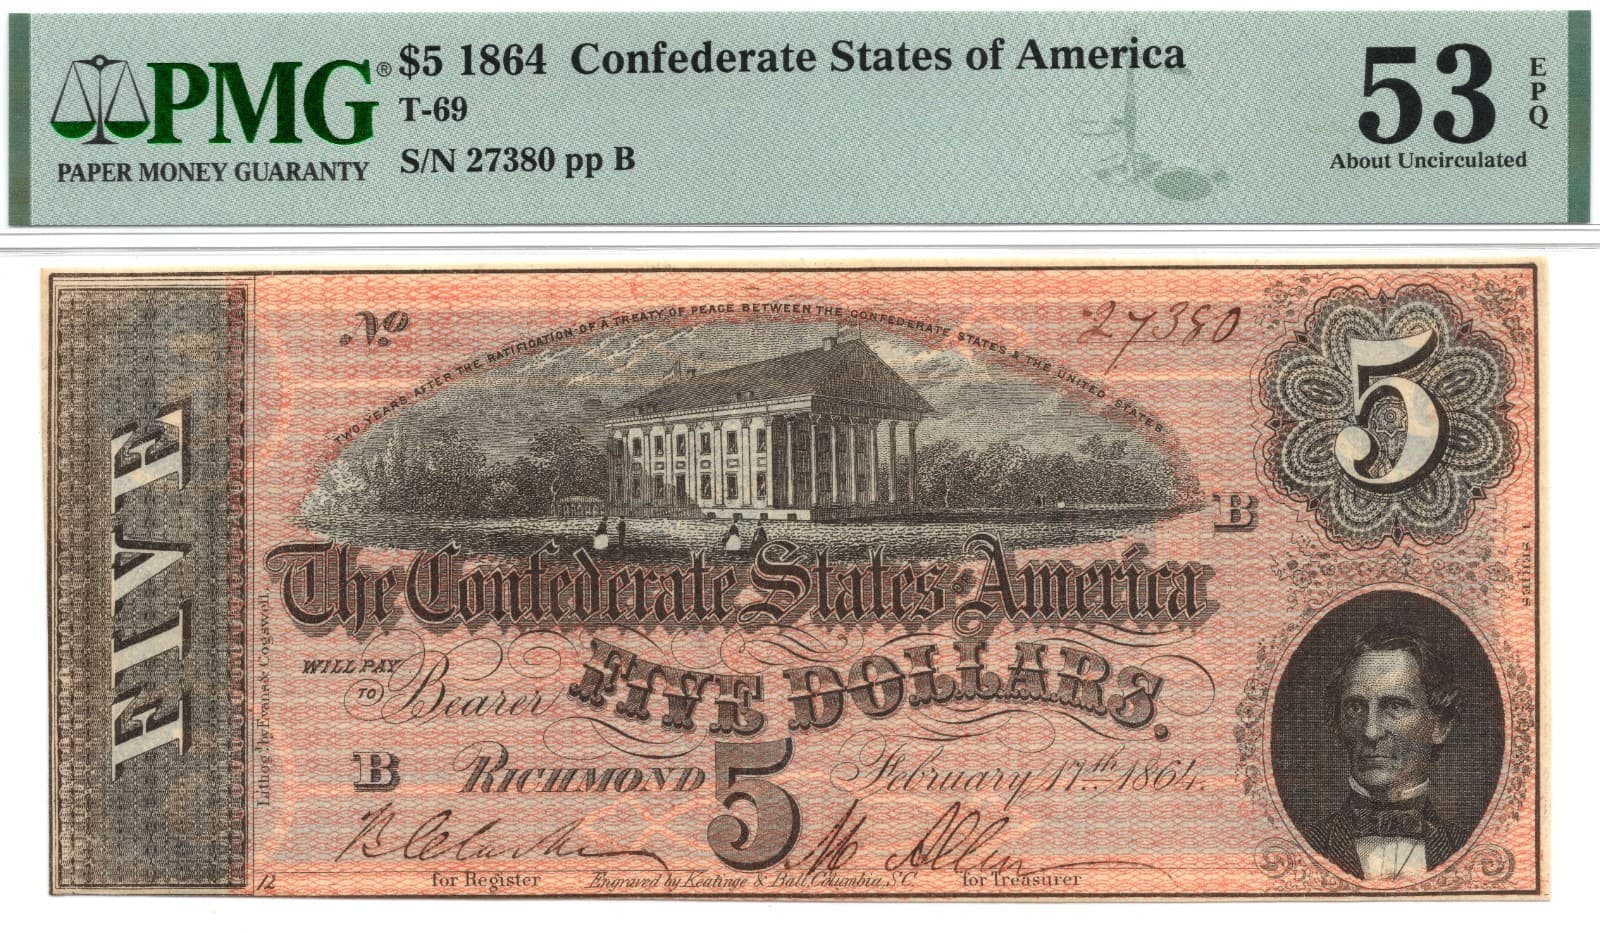 PMG®
PAPER MONEY GUARANTY
$5 1864 Confederate States of America
T-69
S/N 27380 pp B
53
EPQ
About Uncirculated
FIVE
No
27380
TWO YEARS AFTER THE RATIFICATION OF A TREATY OF PEACE BETWEEN THE CONFEDERATE STATES & THE UNITED STATES.
5
B
The Confederate States of America
WILL PAY TO Bearer FIVE DOLLARS.
B RICHMOND 5 February 17th 1864.
for Register
Engraved by Keatinge & Ball, Columbia, S.C.
for Treasurer
12
Lithog'd by Evans & Cogswell
1 SERIES